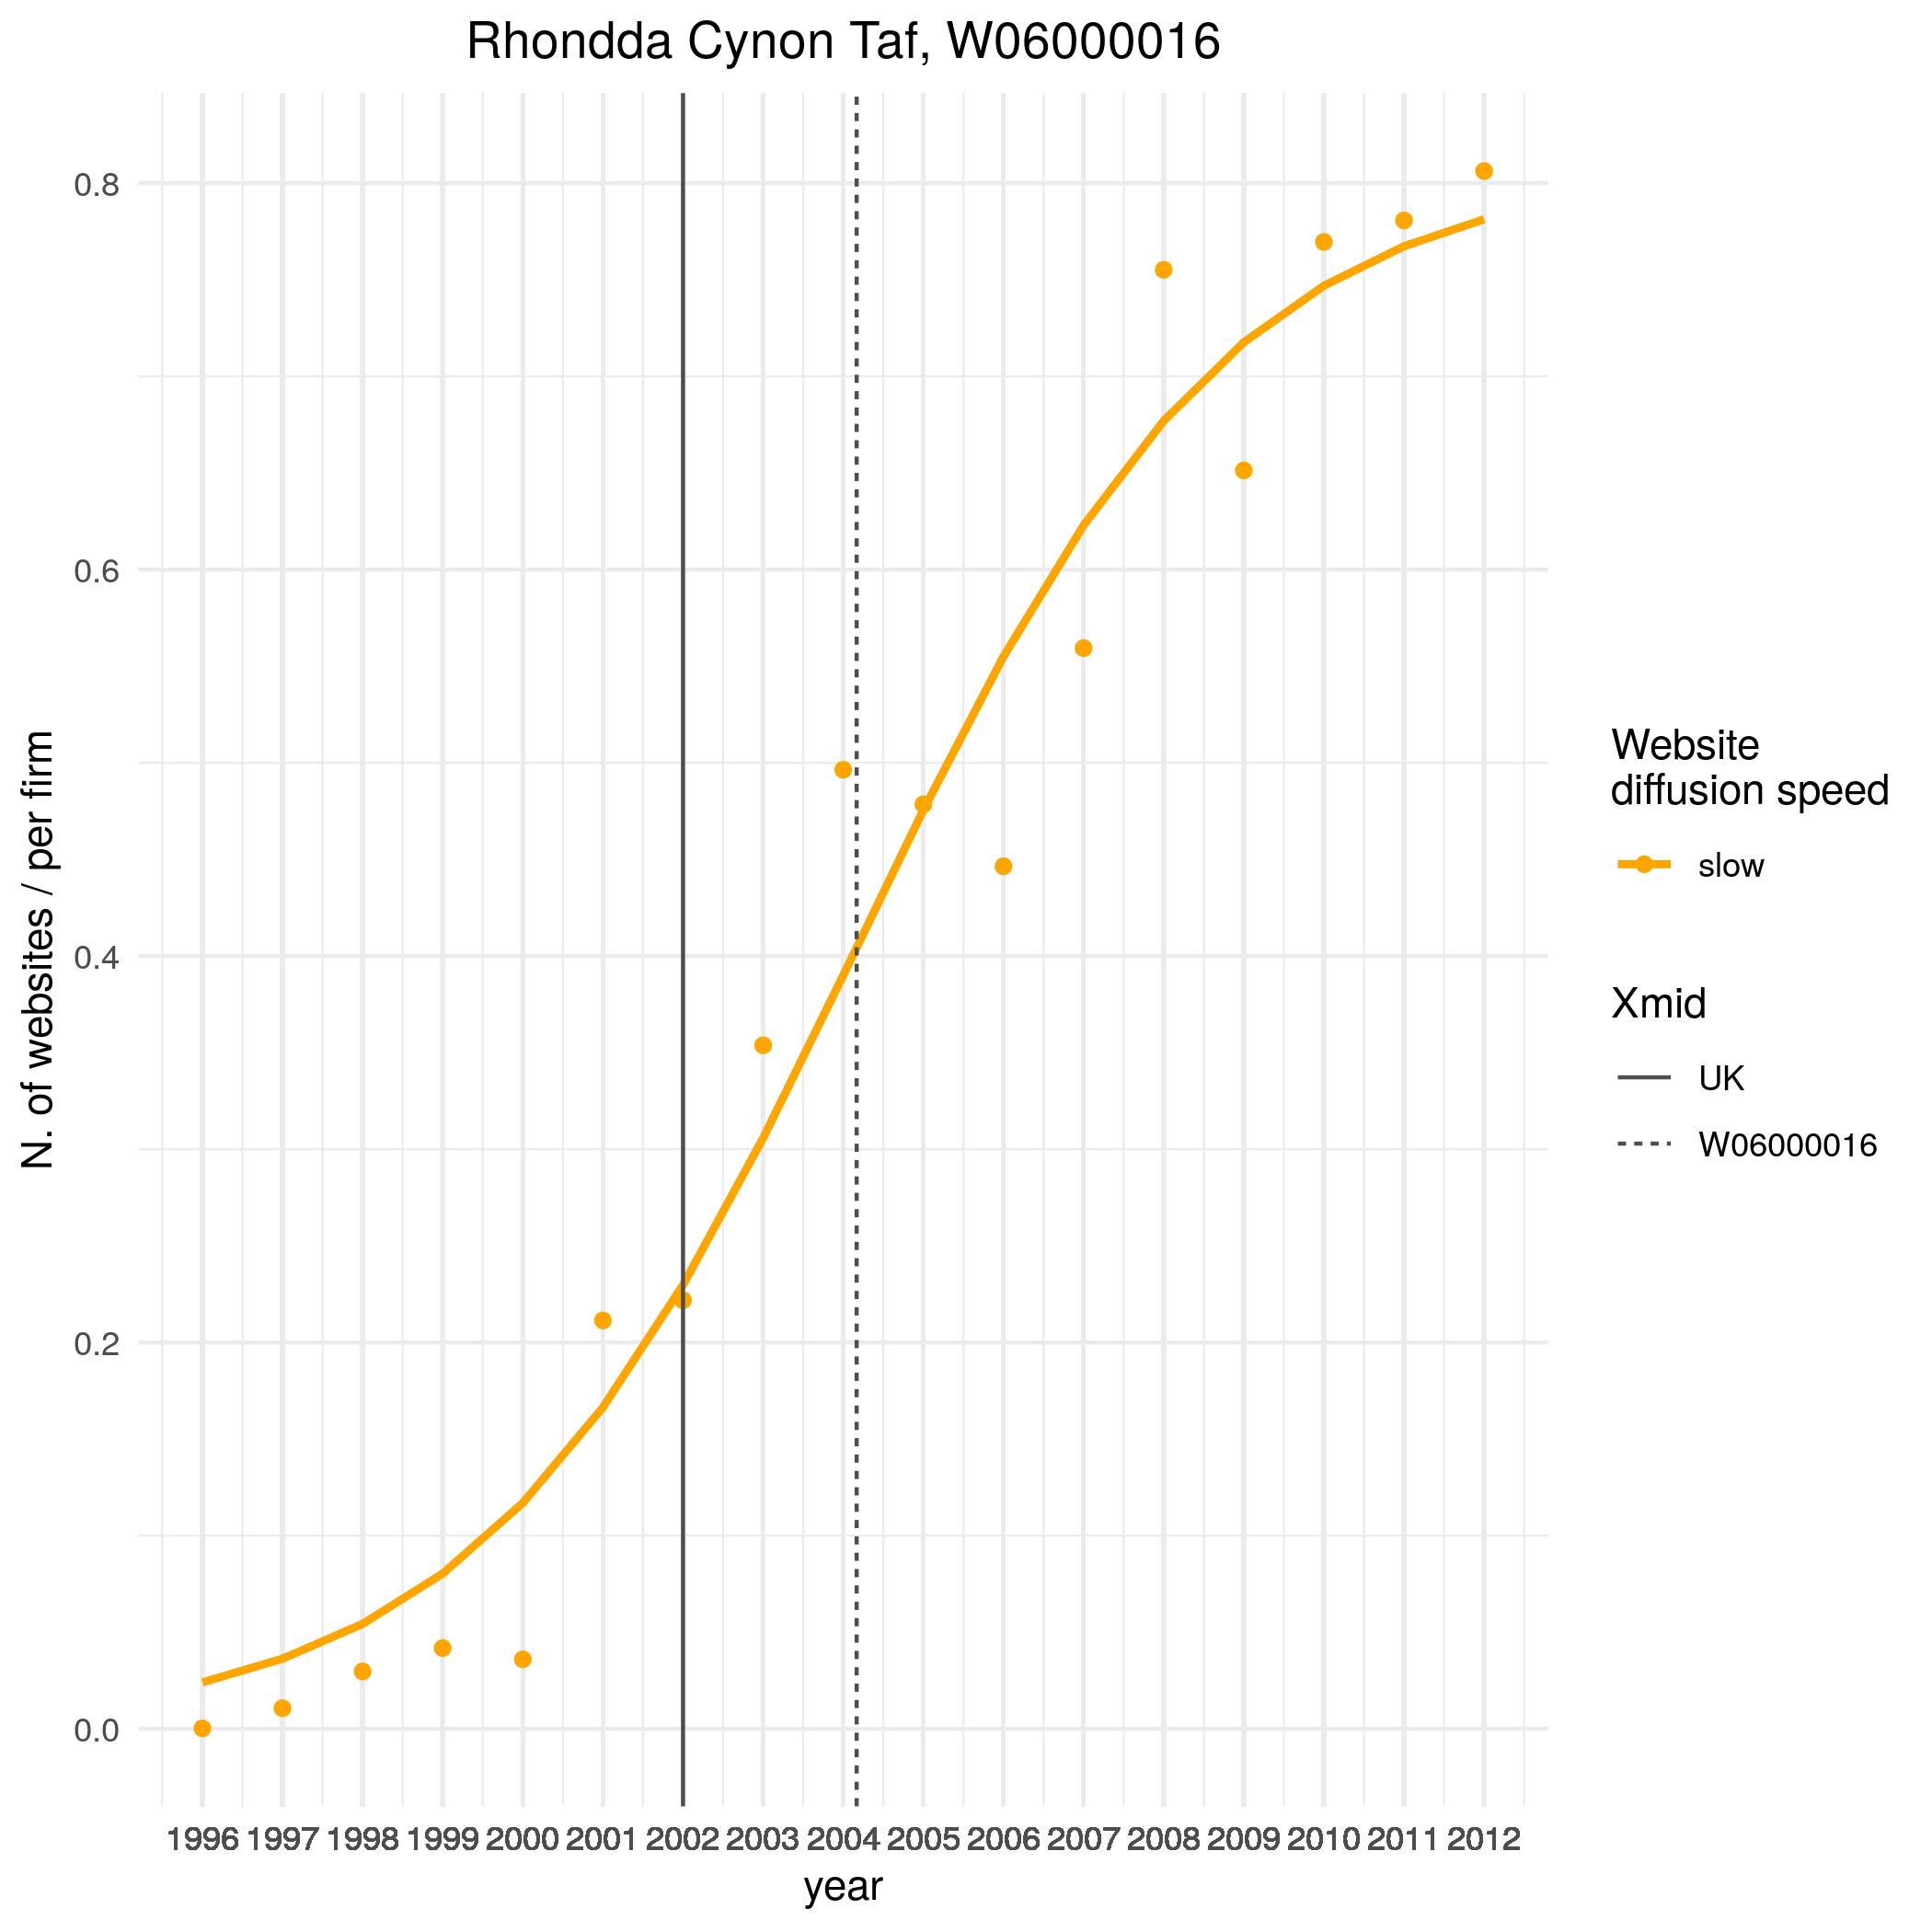 Rhondda Cynon Taf, W06000016
N. of websites / per firm
0.8
0.6
0.4
0.2
0.0
1996 1997 1998 1999 2000 2001 2002 2003 2004 2005 2006 2007 2008 2009 2010 2011 2012
year
Website
diffusion speed
slow
Xmid
UK
W06000016